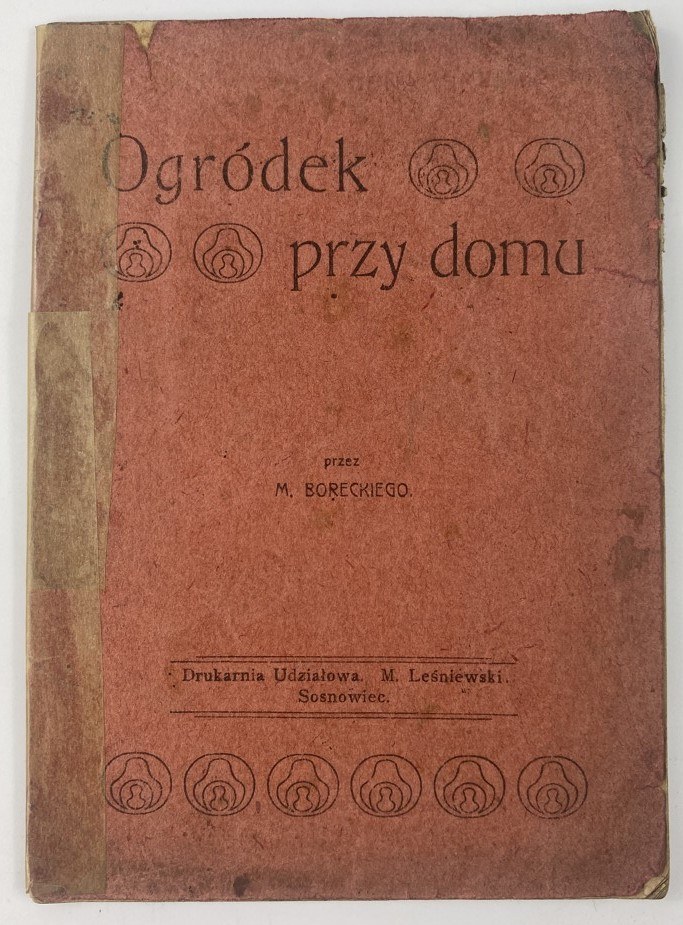 Ogródek
przy domu
przez
M. BORECKIEGO.
Drukarnia Udziałowa. M. Leśniewski.
Sosnowiec.